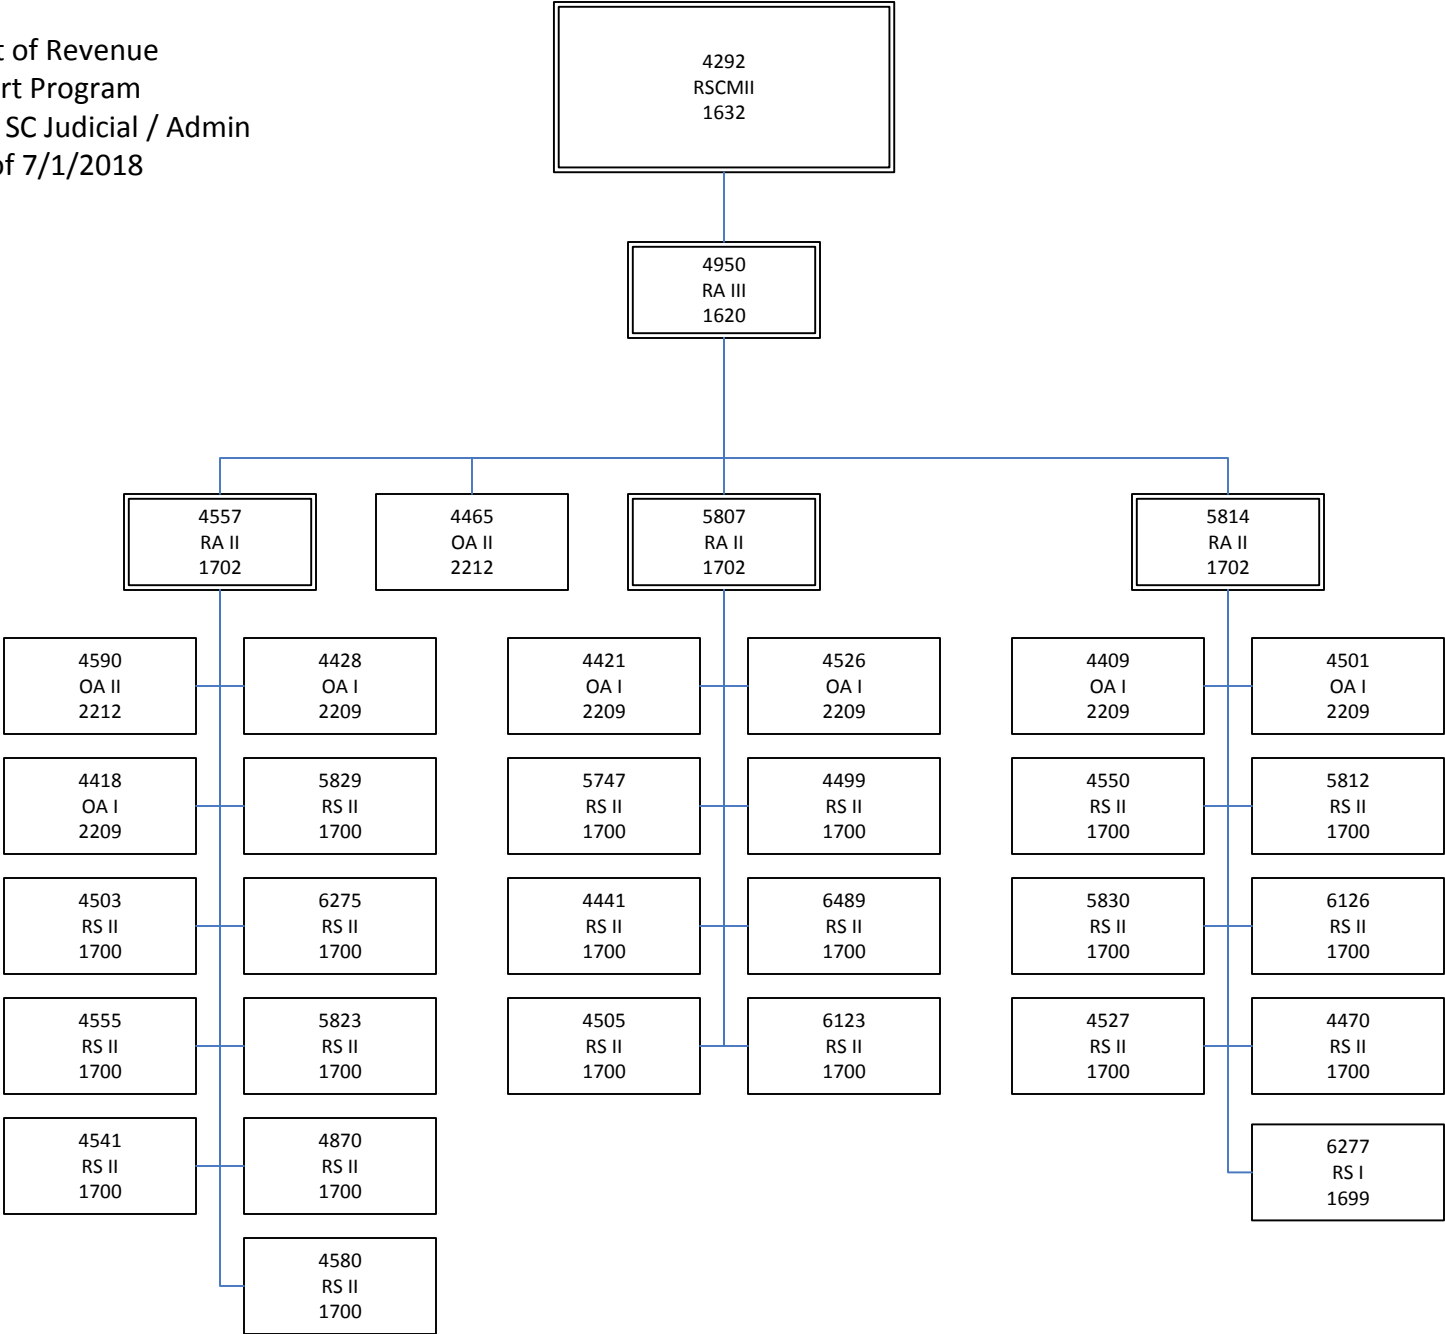 of Revenue
Program
SC Judicial / Admin
7/1/2018
4292
RSCMII
1632
4950
RA III
1620
4557
RA II
1702
4465
OA II
2212
5807
RA II
1702
5814
RA II
1702
4590
OA II
2212
4428
OA I
2209
4421
OA I
2209
4526
OA I
2209
4409
OA I
2209
4501
OA I
2209
4418
OA I
2209
5829
RS II
1700
5747
RS II
1700
4499
RS II
1700
4550
RS II
1700
5812
RS II
1700
4503
RS II
1700
6275
RS II
1700
4441
RS II
1700
6489
RS II
1700
5830
RS II
1700
6126
RS II
1700
4555
RS II
1700
5823
RS II
1700
4505
RS II
1700
6123
RS II
1700
4527
RS II
1700
4470
RS II
1700
4541
RS II
1700
4870
RS II
1700
6277
RS I
1699
4580
RS II
1700